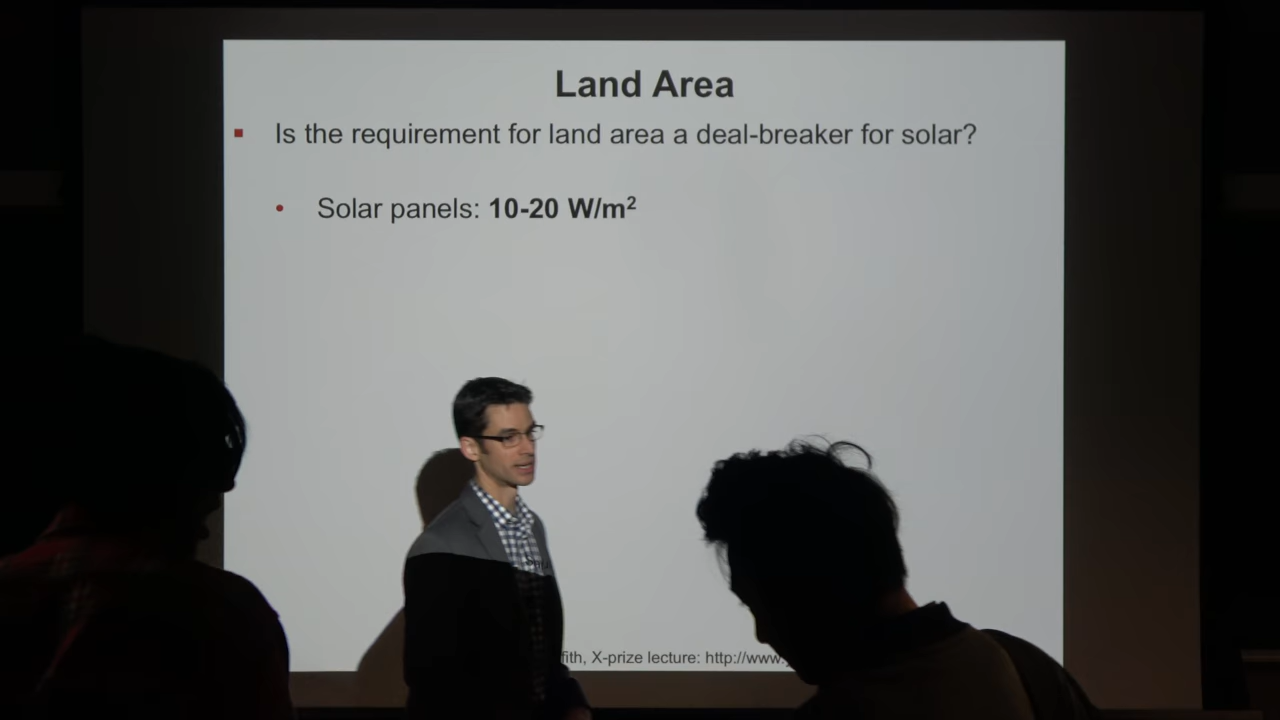 Land Area
Is the requirement for land area a deal-breaker for solar?
Solar panels: 10-20 W/m²
X-prize lecture: http://www.